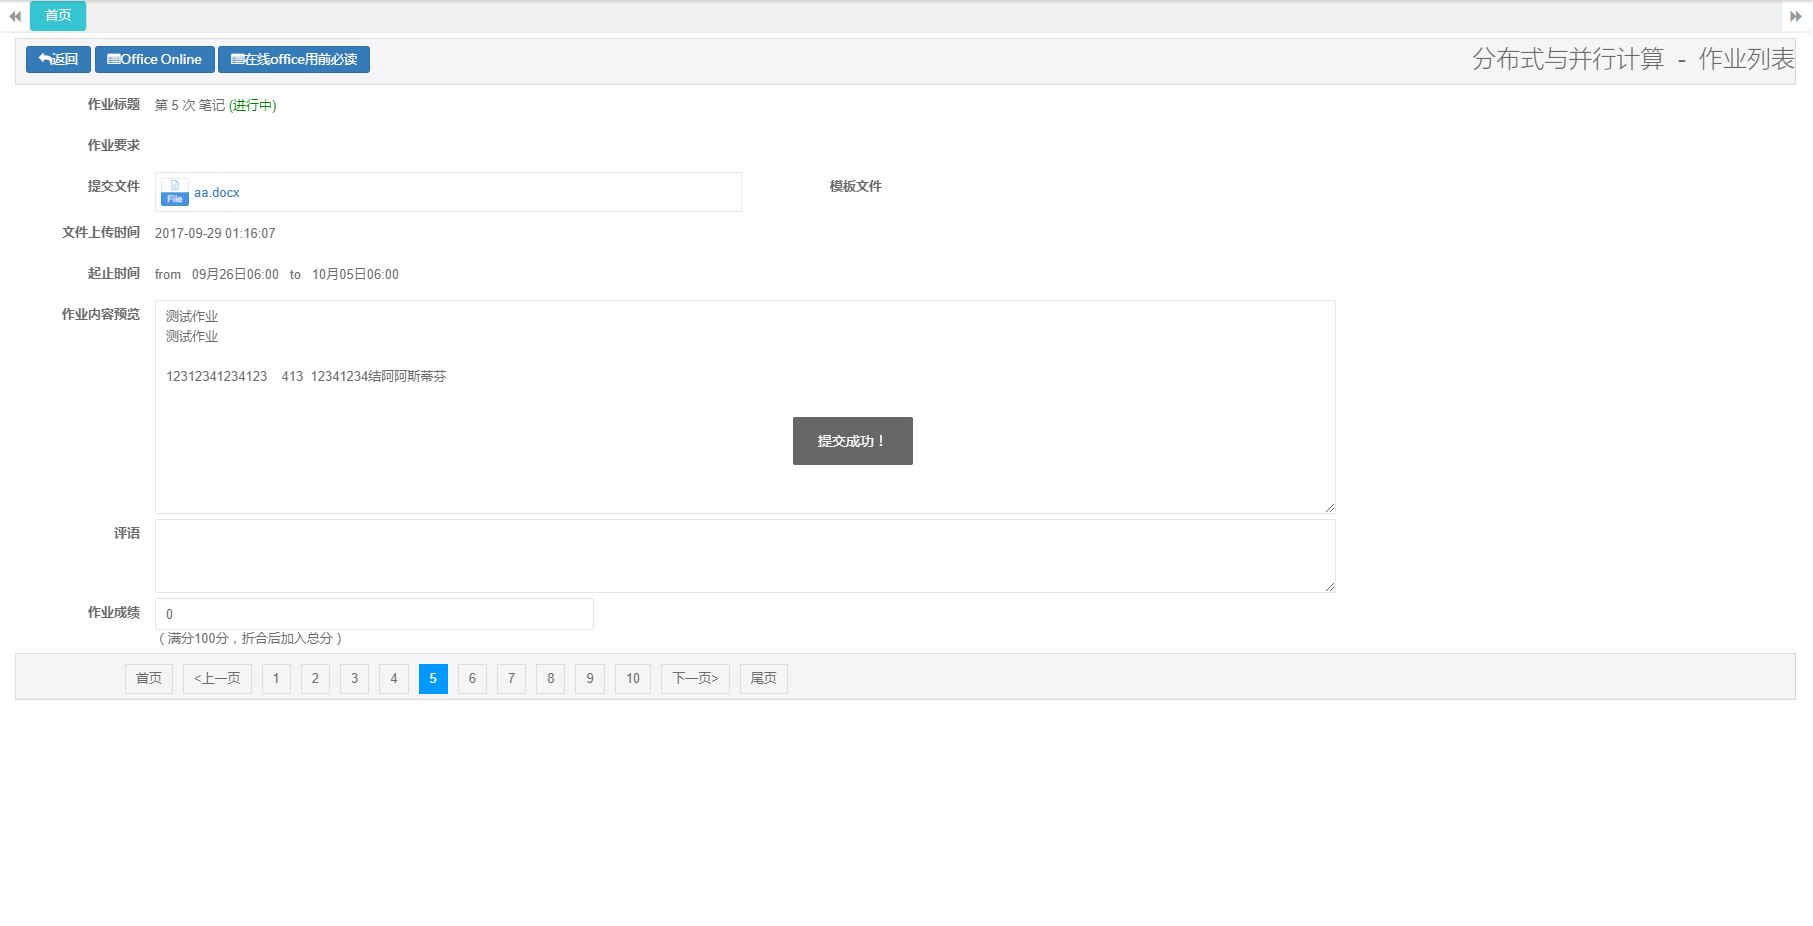 首页
返回 Office Online 在线office用前必读
分布式与并行计算 - 作业列表
作业标题 第 5 次 笔记 (进行中)
作业要求
提交文件 File aa.docx 模板文件
文件上传时间 2017-09-29 01:16:07
起止时间 from 09月26日06:00 to 10月05日06:00
作业内容预览 测试作业
测试作业
12312341234123 413 12341234结阿阿斯蒂芬
提交成功！
评语
作业成绩 0
（满分100分，折合后加入总分）
首页 <上一页 1 2 3 4 5 6 7 8 9 10 下一页> 尾页